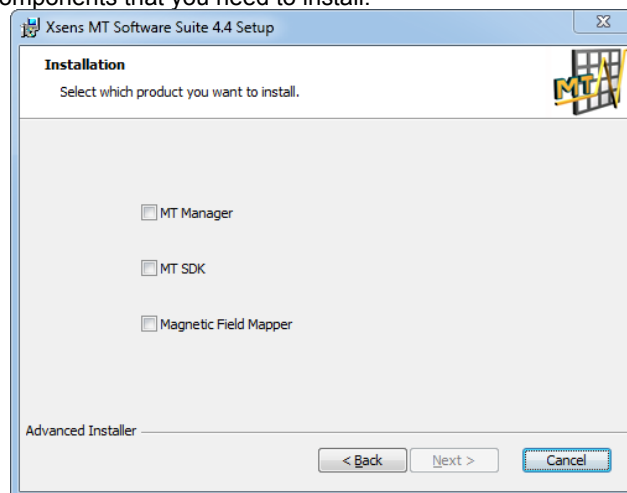 omponents that you need to install.
Xsens MT Software Suite 4.4 Setup
Installation
Select which product you want to install.
MT
MT Manager
MT SDK
Magnetic Field Mapper
Advanced Installer
< Back Next > Cancel